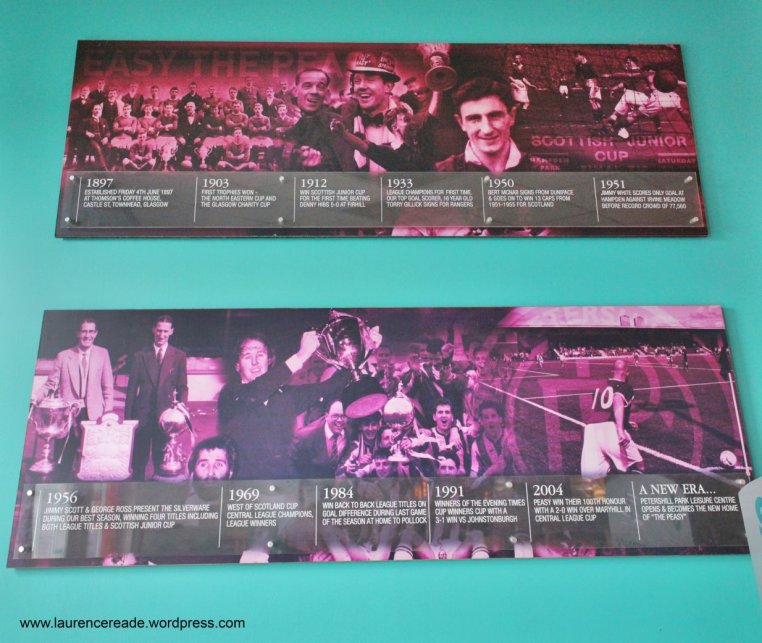 EASY THE PEAS
SCOTTISH JUNIOR
CUP
HAMPDEN
PARK
SATURDAY
1897
ESTABLISHED FRIDAY 4TH JUNE 1897
AT THOMSON'S COFFEE HOUSE,
CASTLE ST, TOWNHEAD, GLASGOW
1903
FIRST TROPHIES WON -
THE NORTH EASTERN CUP AND
THE GLASGOW CHARITY CUP
1912
WIN SCOTTISH JUNIOR CUP
FOR THE FIRST TIME BEATING
DENNY HIBS 5-0 AT FIRHILL
1933
LEAGUE CHAMPIONS FOR FIRST TIME,
OUR TOP GOAL SCORER, 16 YEAR OLD
TORRY GILLICK SIGNS FOR RANGERS
1950
BERT MCHAR SIGNS FROM DUNIPACE
& GOES ON TO WIN 13 CAPS FROM
1951-1955 FOR SCOTLAND
1951
JIMMY WHITE SCORES ONLY GOAL AT
HAMPDEN AGAINST IRVINE MEADOW
BEFORE RECORD CROWD OF 77,560
ERS
10
1956
JIMMY SCOTT & GEORGE ROSS PRESENT THE SILVERWARE
DURING OUR BEST SEASON, WINNING FOUR TITLES INCLUDING
BOTH LEAGUE TITLES & SCOTTISH JUNIOR CUP
1969
WEST OF SCOTLAND CUP
CENTRAL LEAGUE CHAMPIONS,
LEAGUE WINNERS
1984
WIN BACK TO BACK LEAGUE TITLES ON
GOAL DIFFERENCE DURING LAST GAME
OF THE SEASON AT HOME TO POLLOCK
1991
WINNERS OF THE EVENING TIMES
CUP WINNERS CUP WITH A
3-1 WIN VS JOHNSTONBURGH
2004
PEASY WIN THEIR 100TH HONOUR
WITH A 2-0 WIN OVER MARYHILL IN
CENTRAL LEAGUE CUP
A NEW ERA...
PETERSHILL PARK LEISURE CENTRE
OPENS & BECOMES THE NEW HOME
OF "THE PEASY"
www.laurencereade.wordpress.com